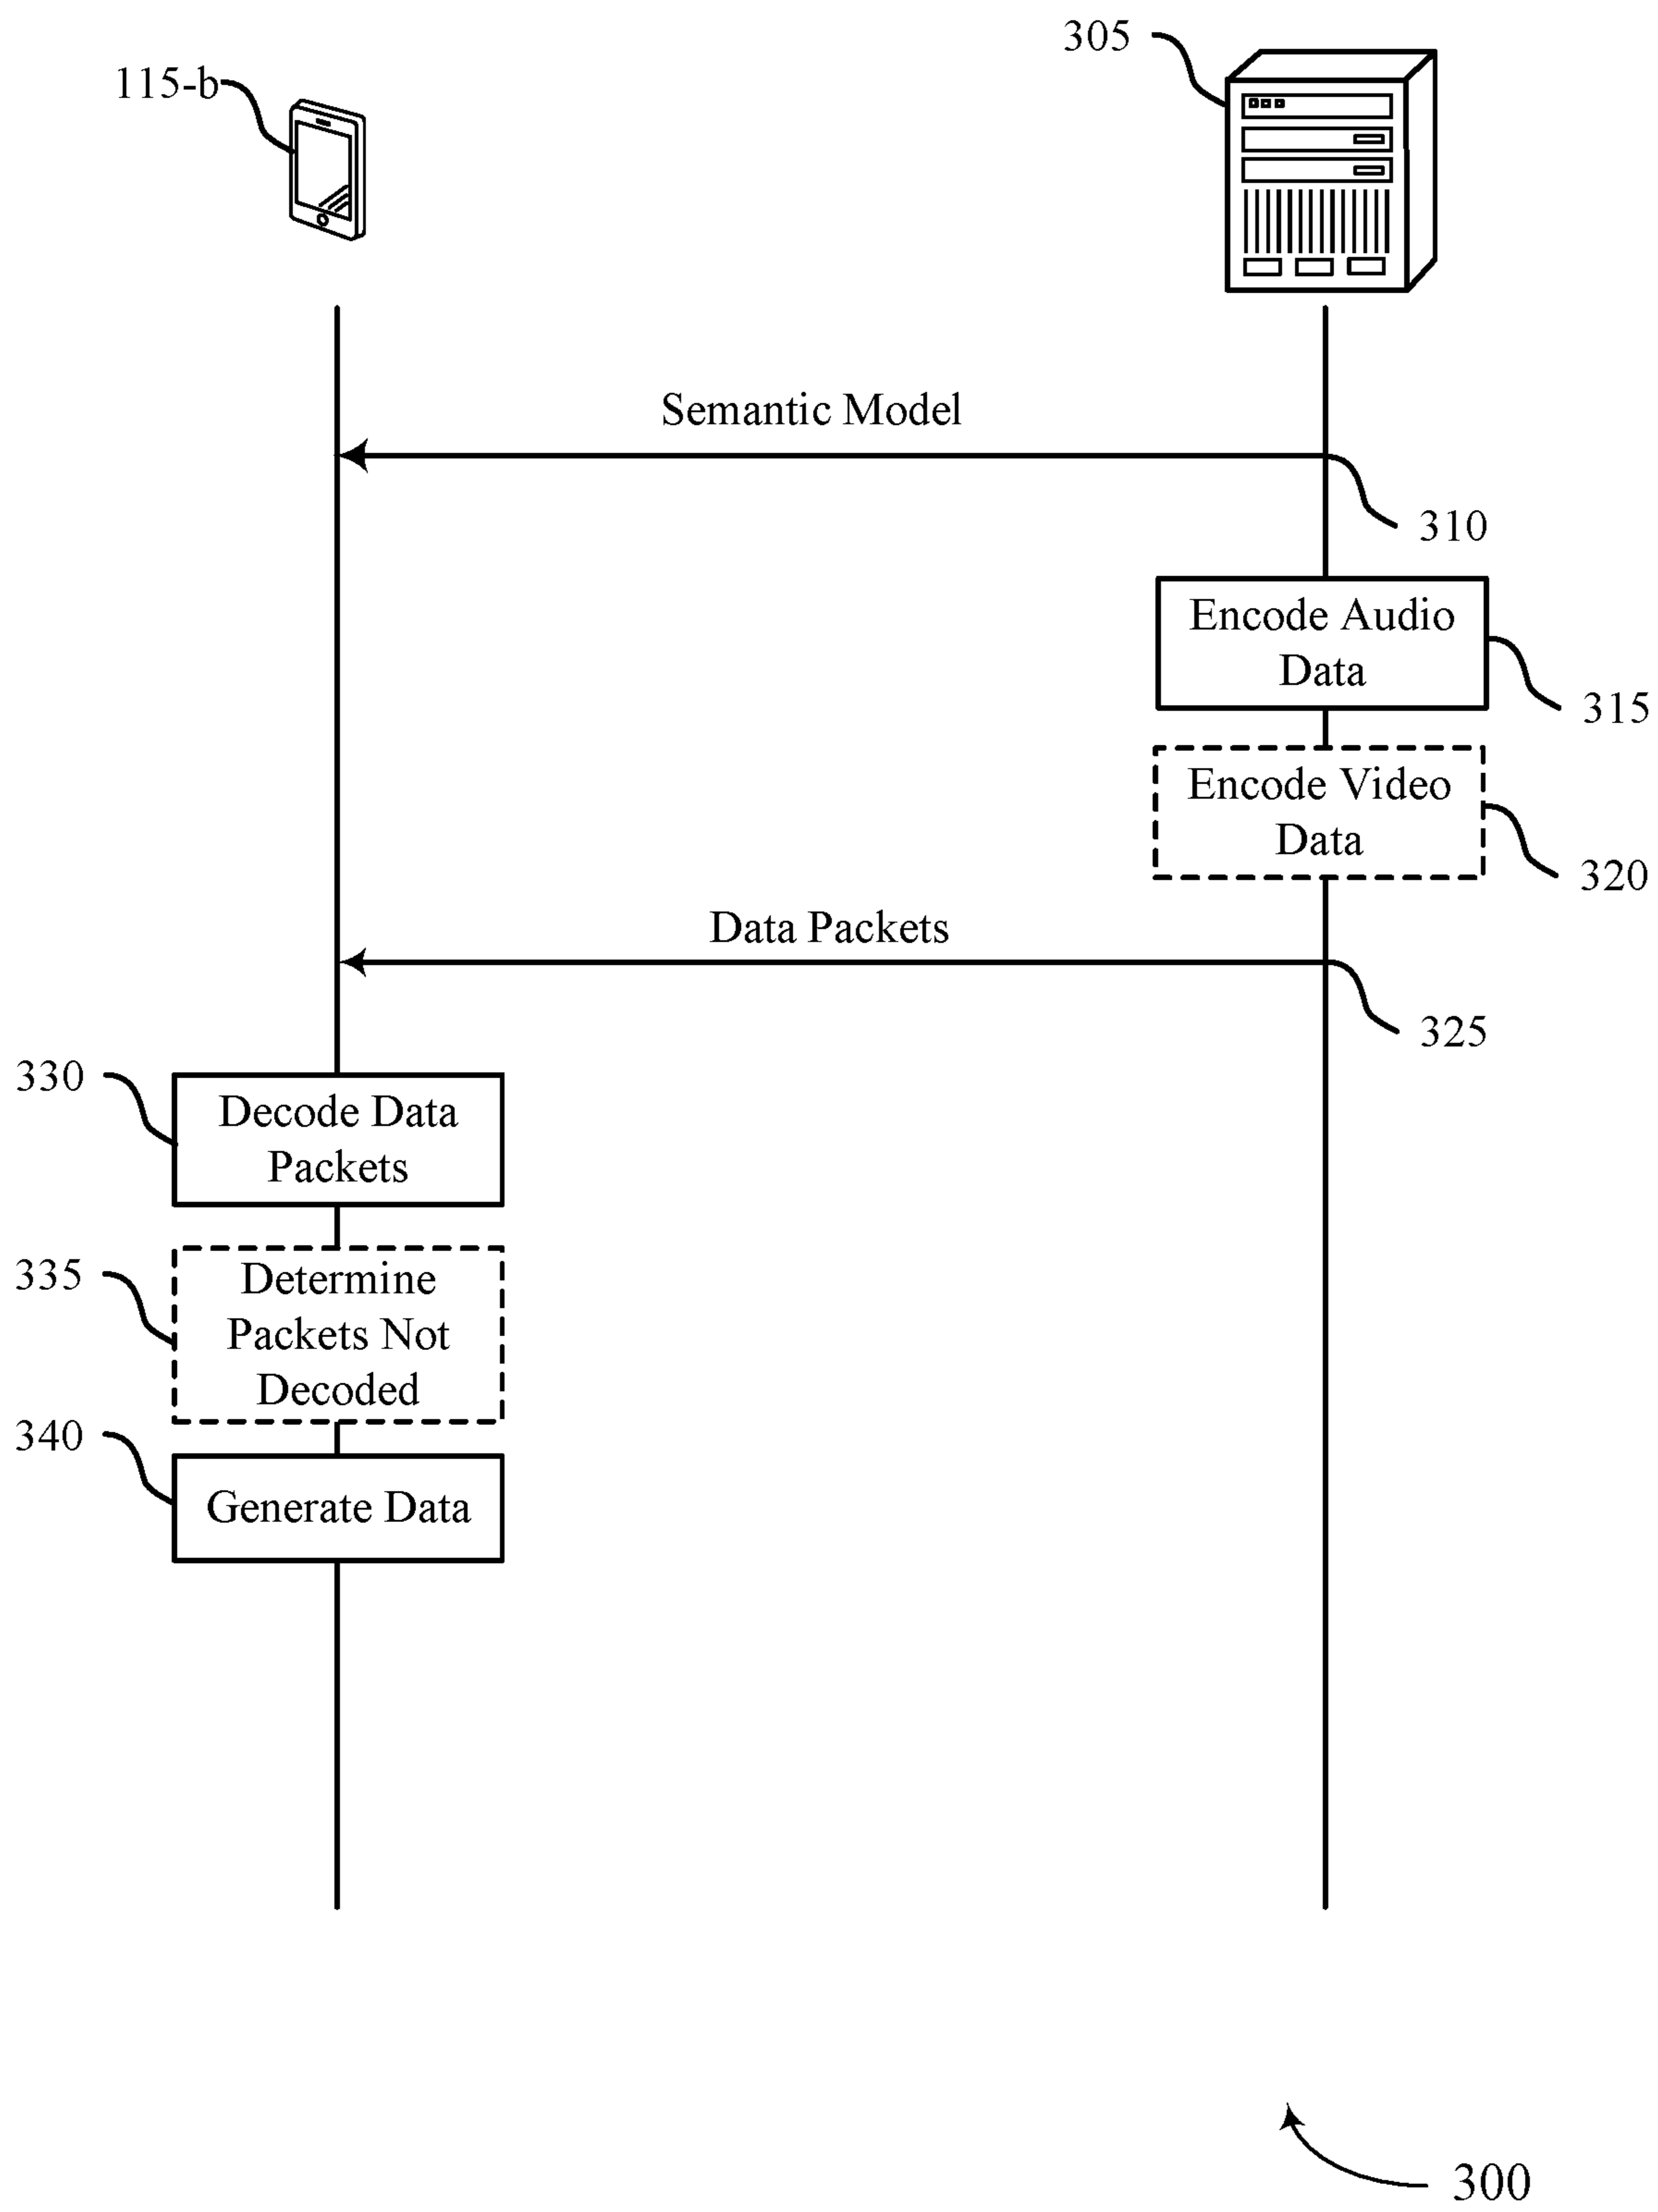 305
115-b
Semantic Model
310
Encode Audio
Data
315
Encode Video
Data
320
Data Packets
325
330
Decode Data
Packets
335
Determine
Packets Not
Decoded
340
Generate Data
300